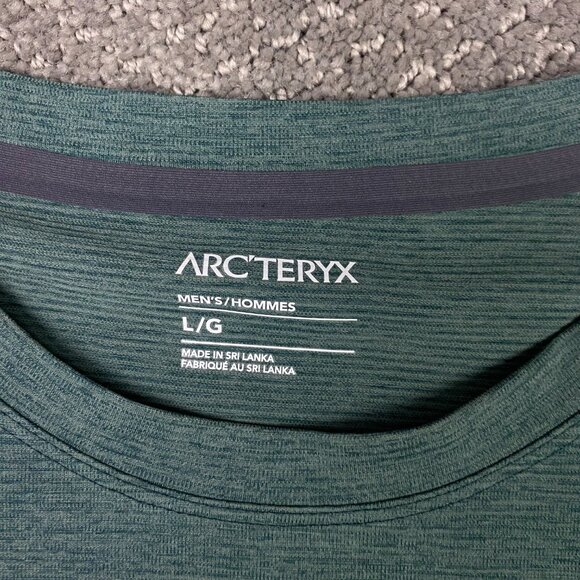 ARC'TERYX
MEN'S/HOMMES
L/G
MADE IN SRI LANKA
FABRIQUÉ AU SRI LANKA